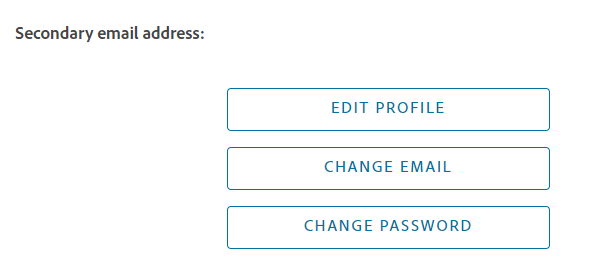 Secondary email address:
EDIT PROFILE
CHANGE EMAIL
CHANGE PASSWORD